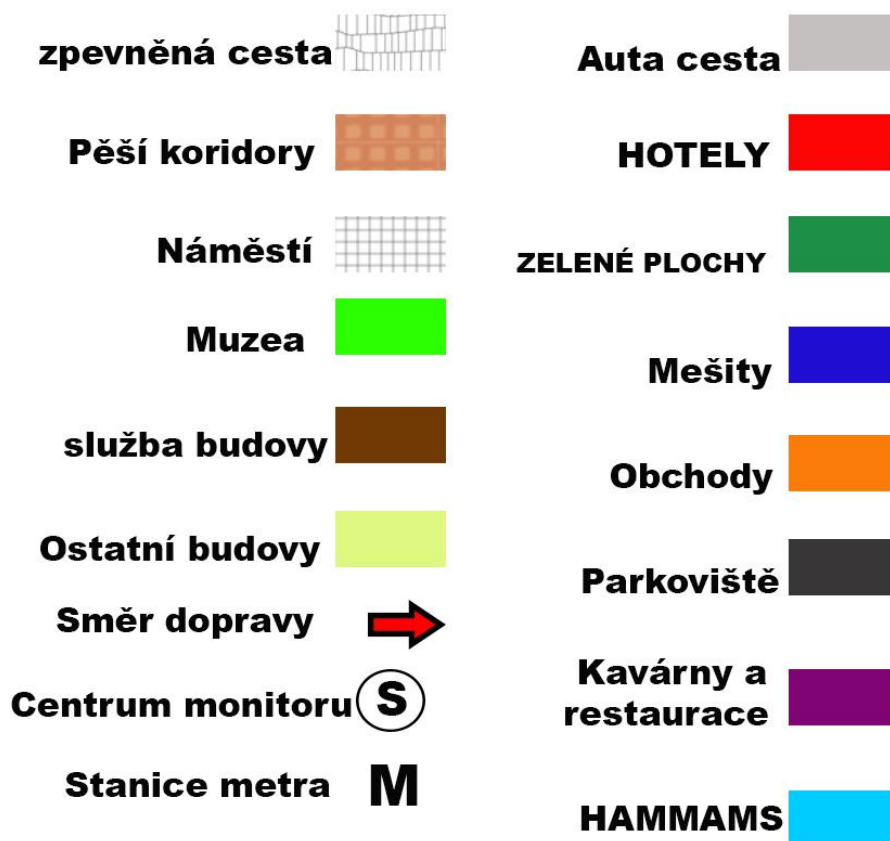 zpevněná cesta
Pěší koridory
Náměstí
Muzea
služba budovy
Ostatní budovy
Směr dopravy
Centrum monitoru S
Stanice metra M
Auta cesta
HOTELY
ZELENÉ PLOCHY
Mešity
Obchody
Parkoviště
Kavárny a
restaurace
HAMMAMS